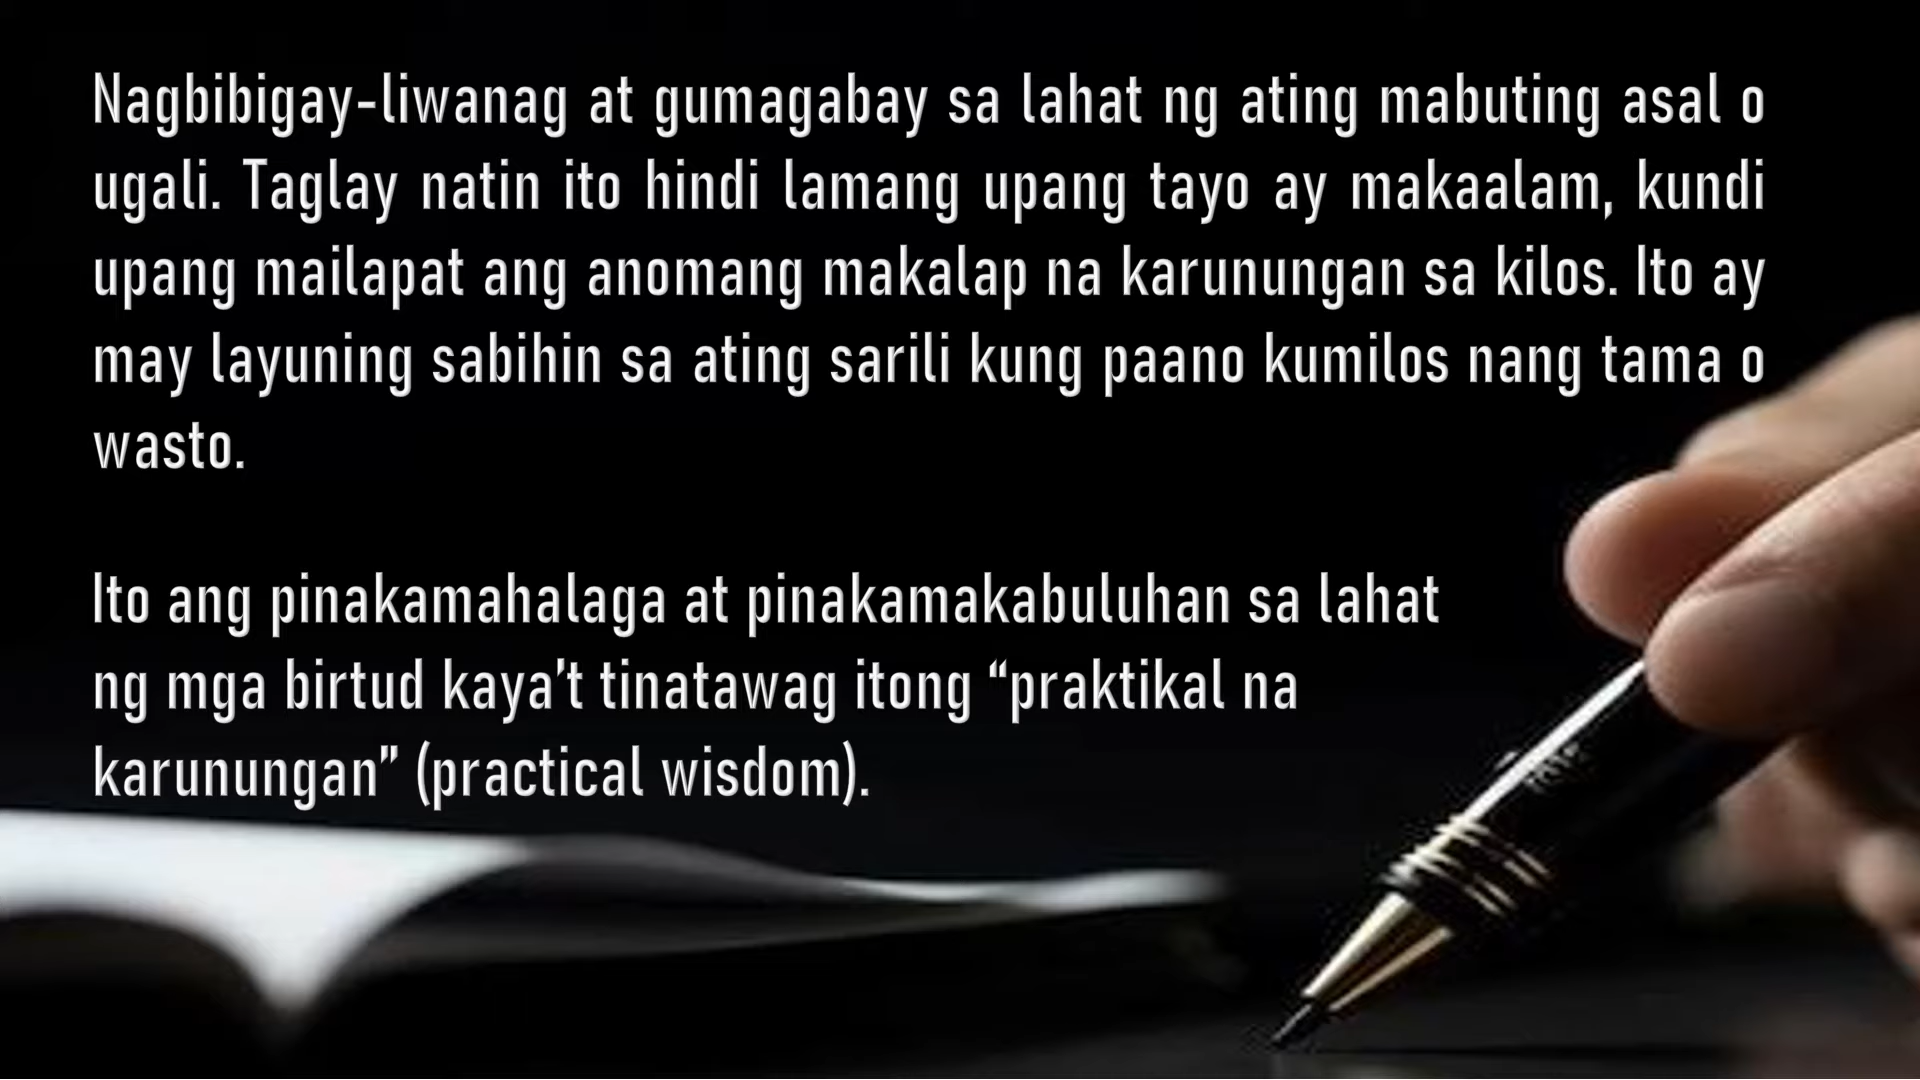 Nagbibigay-liwanag at gumagabay sa lahat ng ating mabuting asal o
ugali. Taglay natin ito hindi lamang upang tayo ay makaalam, kundi
upang mailapat ang anomang makalap na karunungan sa kilos. Ito ay
may layuning sabihin sa ating sarili kung paano kumilos nang tama o
wasto.
Ito ang pinakamahalaga at pinakamakabuluhan sa lahat
ng mga birtud kaya’t tinatawag itong “praktikal na
karunungan” (practical wisdom).